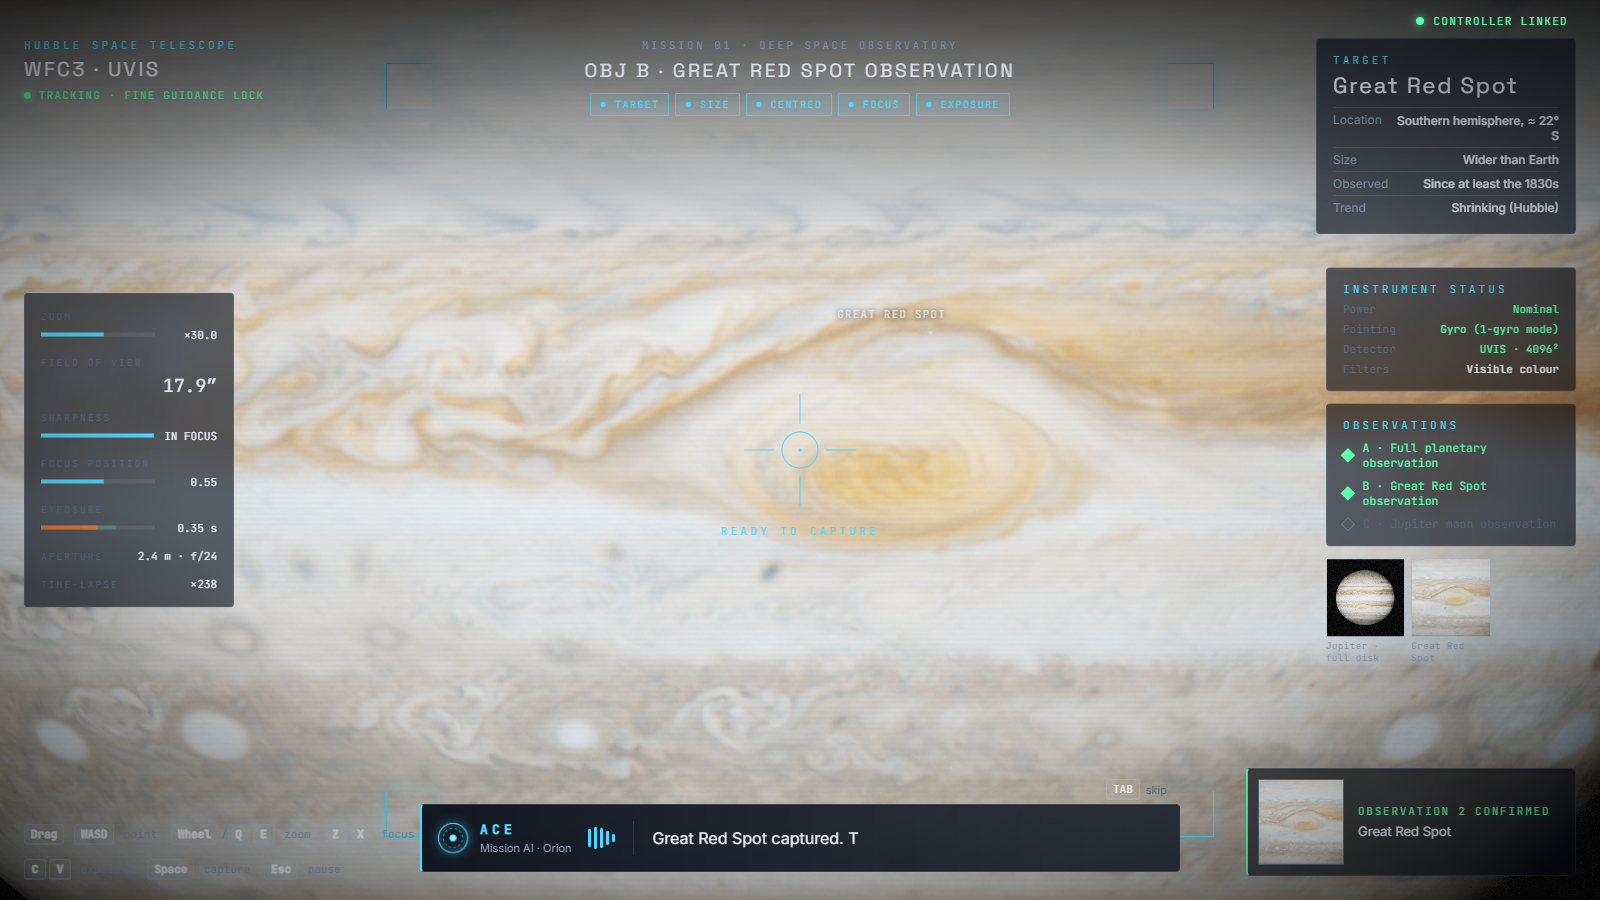 CONTROLLER LINKED
HUBBLE SPACE TELESCOPE
WFC3 · UVIS
TRACKING · FINE GUIDANCE LOCK
MISSION 01 · DEEP SPACE OBSERVATORY
OBJ B · GREAT RED SPOT OBSERVATION
TARGET SIZE CENTRED FOCUS EXPOSURE
TARGET
Great Red Spot
Location Southern hemisphere, ≈ 22°
S
Size Wider than Earth
Observed Since at least the 1830s
Trend Shrinking (Hubble)
INSTRUMENT STATUS
Power Nominal
Pointing Gyro (1-gyro mode)
Detector UVIS · 4096²
Filters Visible colour
OBSERVATIONS
A · Full planetary
observation
B · Great Red Spot
observation
C · Jupiter moon observation
Jupiter ·
full disk
Great Red
Spot
ZOOM
×30.0
FIELD OF VIEW
17.9″
SHARPNESS
IN FOCUS
FOCUS POSITION
0.55
EXPOSURE
0.35 s
APERTURE 2.4 m · f/24
TIME-LAPSE ×238
GREAT RED SPOT
READY TO CAPTURE
TAB skip
Drag WASD point Wheel / Q E zoom Z X focus
C V exposure Space capture Esc pause
ACE
Mission AI · Orion
Great Red Spot captured. T
OBSERVATION 2 CONFIRMED
Great Red Spot